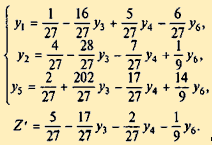 y₁ = 1/27 - 16/27 y₃ + 5/27 y₄ - 6/27 y₆,
y₂ = 4/27 - 28/27 y₃ - 7/27 y₄ + 1/9 y₆,
y₅ = 2/27 + 202/27 y₃ - 17/27 y₄ + 14/9 y₆,
Z' = 5/27 - 17/27 y₃ - 2/27 y₄ - 1/9 y₆.